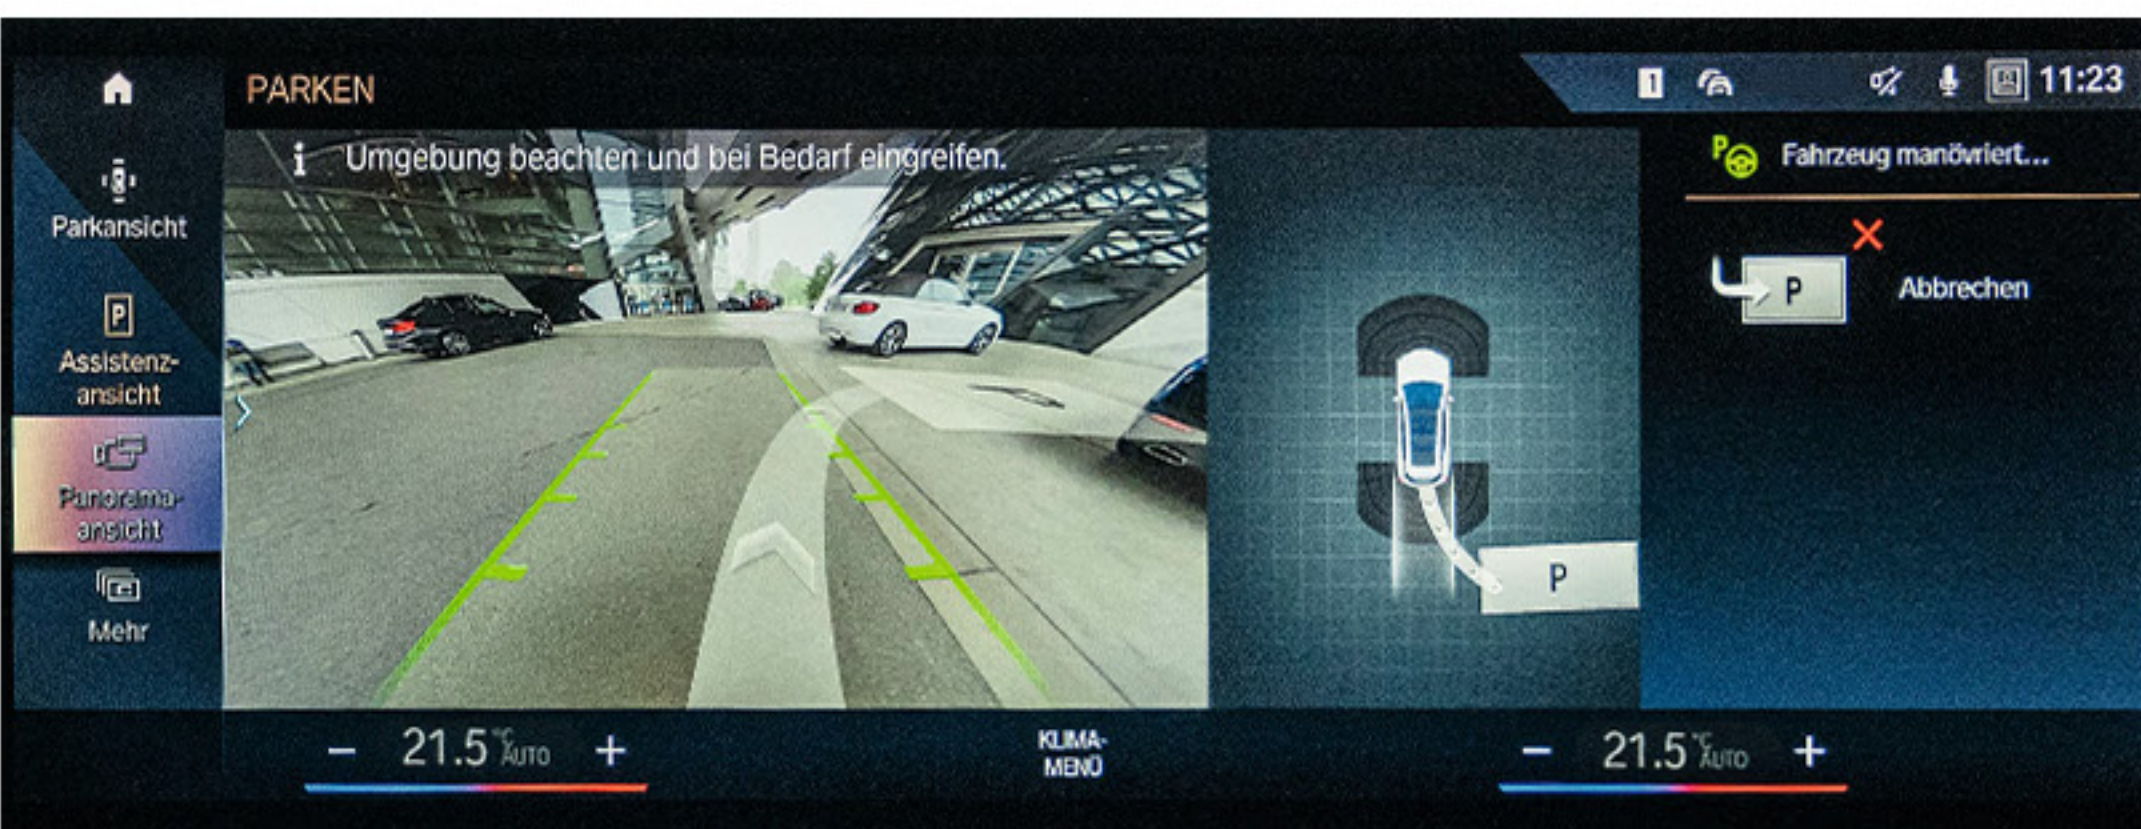 PARKEN
1
11:23
Parkansicht
P
Assistenz-
ansicht
Panorama-
ansicht
Mehr
i Umgebung beachten und bei Bedarf eingreifen.
P
P Fahrzeug manövriert...
P Abbrechen
− 21.5 °C AUTO +
KLIMA-
MENÜ
− 21.5 °C AUTO +